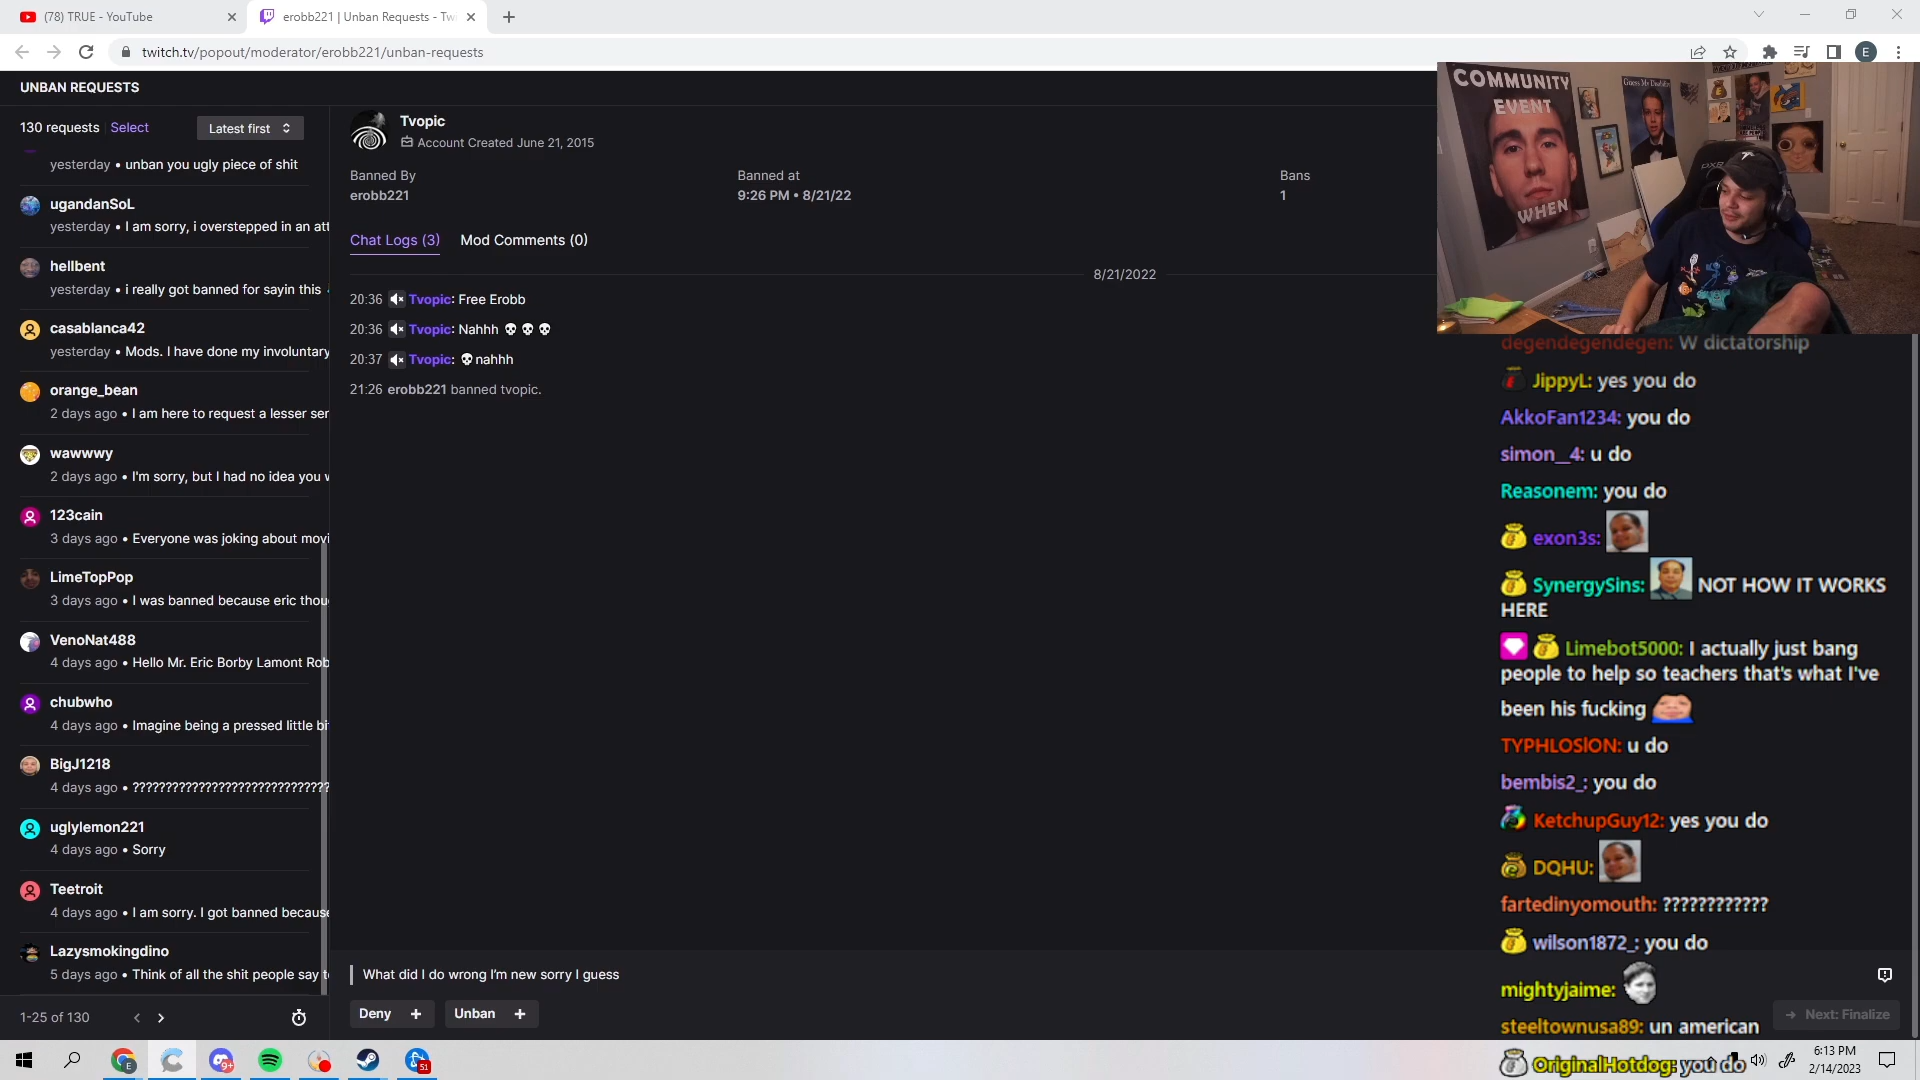 (78) TRUE - YouTube
erobb221 | Unban Requests - Tw
twitch.tv/popout/moderator/erobb221/unban-requests
E
UNBAN REQUESTS
130 requests Select Latest first
yesterday • unban you ugly piece of shit
ugandanSoL
yesterday • I am sorry, i overstepped in an att
hellbent
yesterday • i really got banned for sayin this
casablanca42
yesterday • Mods. I have done my involuntary
orange_bean
2 days ago • I am here to request a lesser ser
wawwwy
2 days ago • I'm sorry, but I had no idea you w
123cain
3 days ago • Everyone was joking about movi
LimeTopPop
3 days ago • I was banned because eric thou
VenoNat488
4 days ago • Hello Mr. Eric Borby Lamont Rob
chubwho
4 days ago • Imagine being a pressed little bi
BigJ1218
4 days ago • ??????????????????????????????
uglylemon221
4 days ago • Sorry
Teetroit
4 days ago • I am sorry. I got banned because
Lazysmokingdino
5 days ago • Think of all the shit people say t
1-25 of 130
Tvopic
Account Created June 21, 2015
Banned By
erobb221
Banned at
9:26 PM • 8/21/22
Bans
1
Chat Logs (3) Mod Comments (0)
8/21/2022
20:36 Tvopic: Free Erobb
20:36 Tvopic: Nahhh 💀 💀 💀
20:37 Tvopic: 💀nahhh
21:26 erobb221 banned tvopic.
What did I do wrong I'm new sorry I guess
Deny + Unban +
Next: Finalize
COMMUNITY
EVENT
WHEN
degendegendegen: W dictatorship
JippyL: yes you do
AkkoFan1234: you do
simon__4: u do
Reasonem: you do
exon3s:
SynergySins: NOT HOW IT WORKS
HERE
Limebot5000: I actually just bang
people to help so teachers that's what I've
been his fucking
TYPHLOSlON: u do
bembis2_: you do
KetchupGuy12: yes you do
DQHU:
fartedinyomouth: ????????????
wilson1872_: you do
mightyjaime:
steeltownusa89: un american
OriginalHotdog: you do
9+
51
6:13 PM
2/14/2023